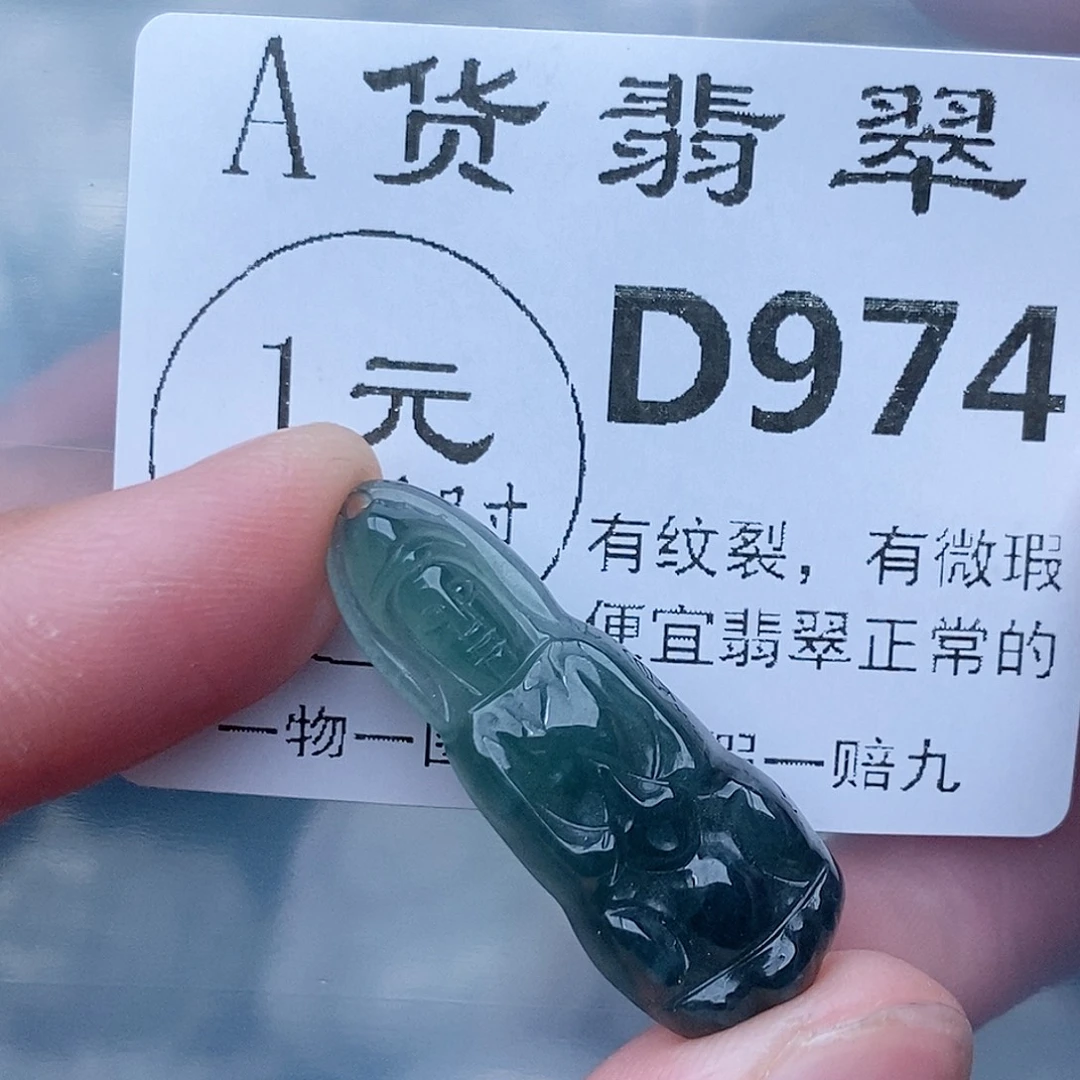 A货翡翠
1元
D974
时
有纹裂，有微瑕
便宜翡翠正常的
一物一
一赔九